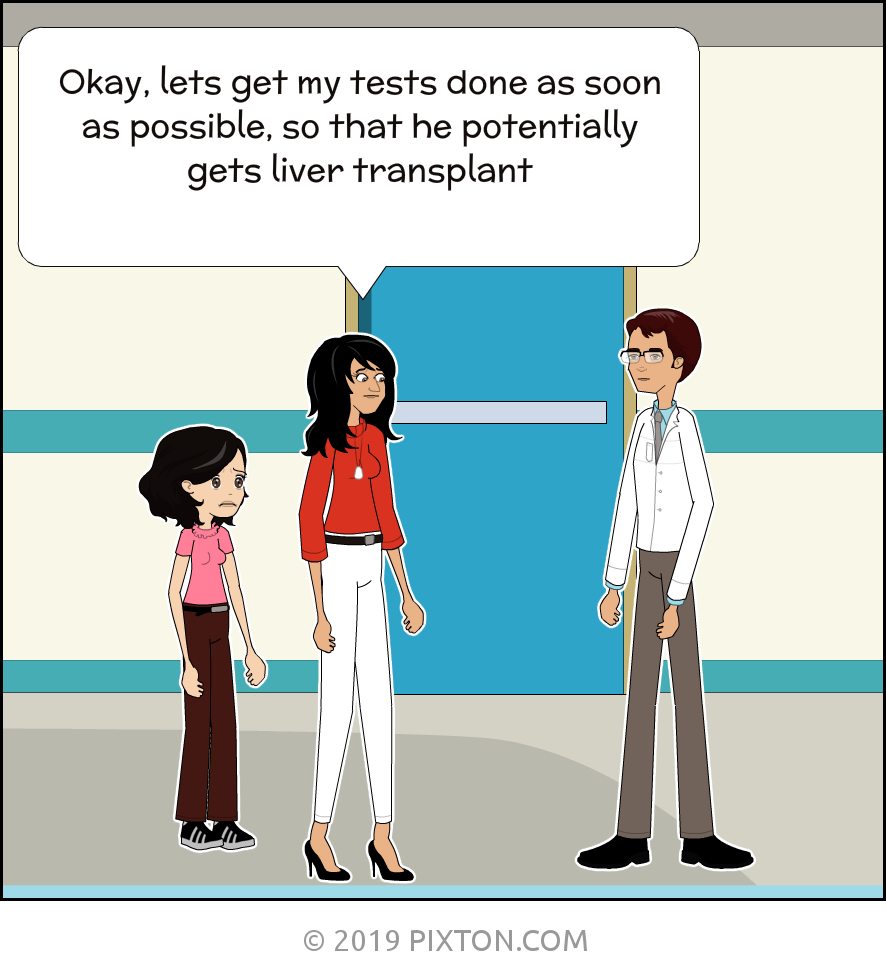 Okay, lets get my tests done as soon
as possible, so that he potentially
gets liver transplant
© 2019 PIXTON.COM